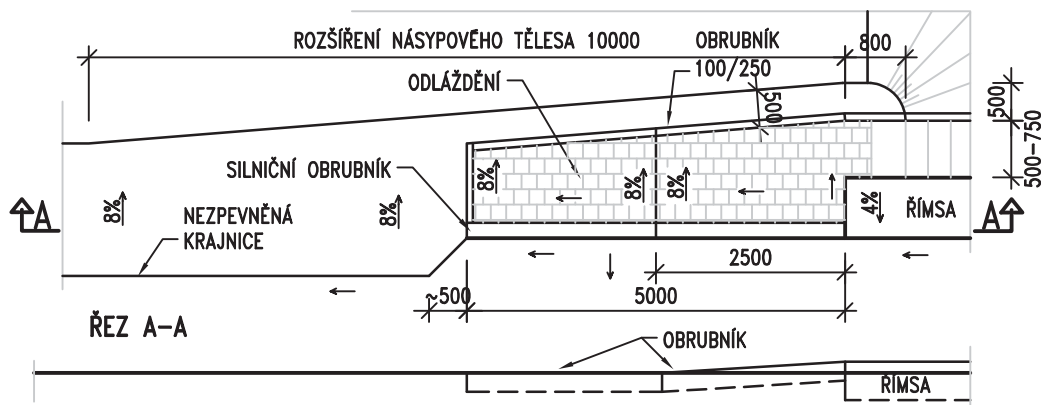 ROZŠÍŘENÍ NÁSYPOVÉHO TĚLESA 10000
OBRUBNÍK
100/250
800
ODLÁŽDĚNÍ
500
500
500-750
SILNIČNÍ OBRUBNÍK
8%
8%
8%
8%
8%
4%
ŘÍMSA
A
A
NEZPEVNĚNÁ
KRAJNICE
2500
~500
5000
ŘEZ A-A
OBRUBNÍK
ŘÍMSA